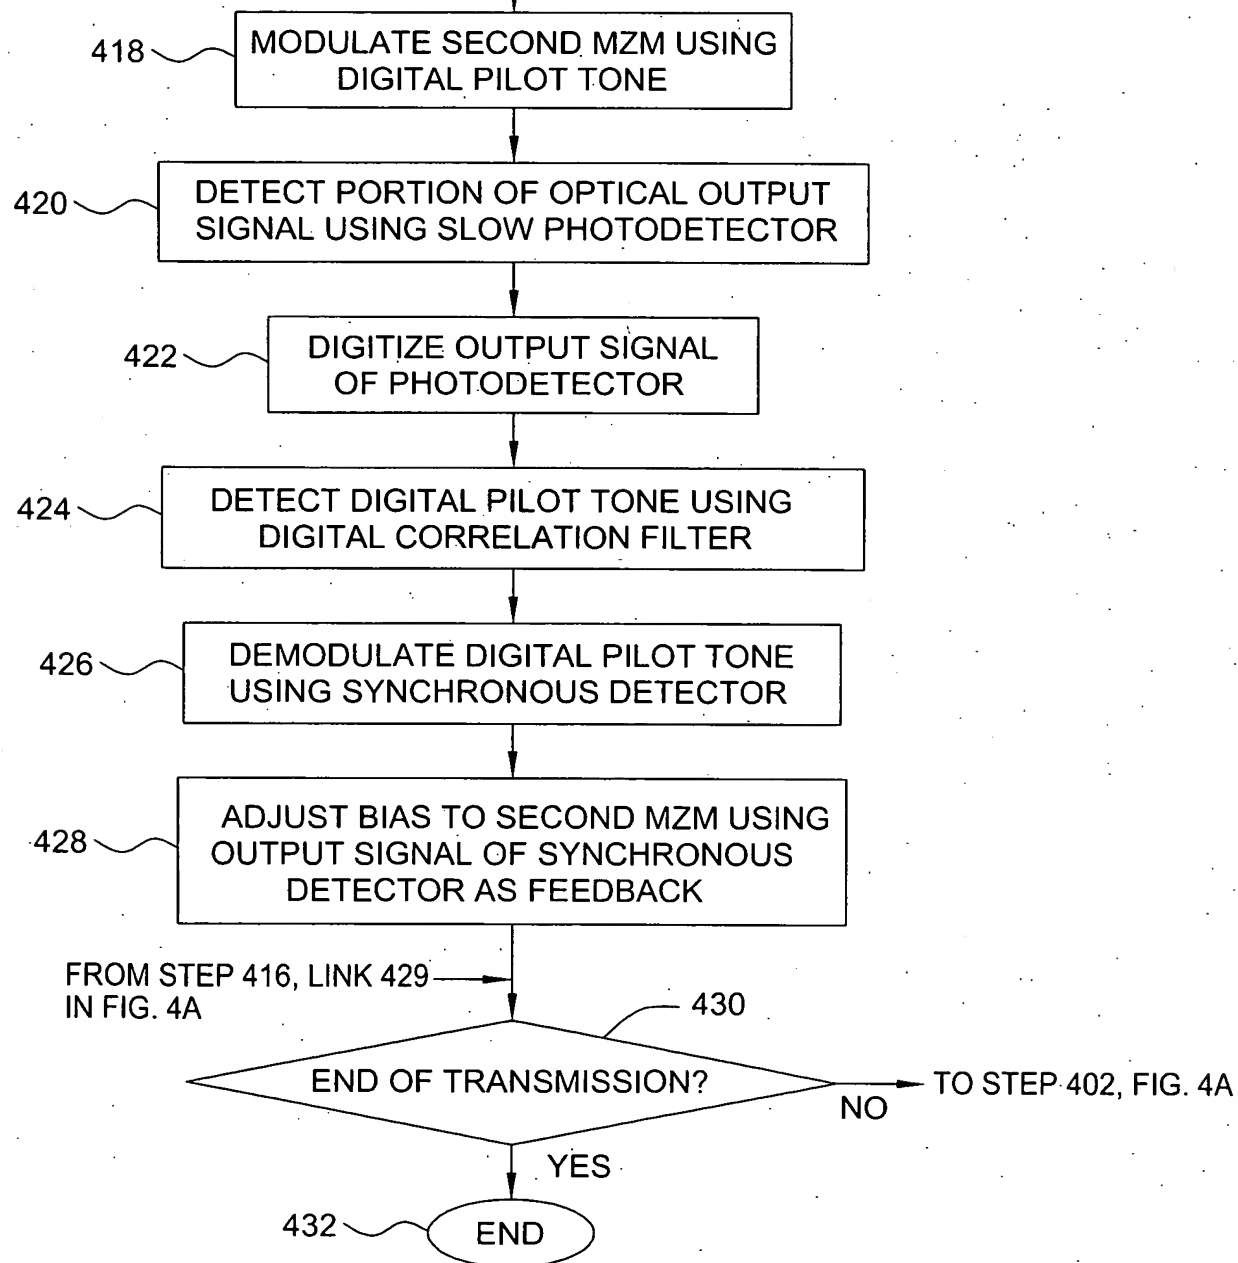 418
MODULATE SECOND MZM USING
DIGITAL PILOT TONE
420
DETECT PORTION OF OPTICAL OUTPUT
SIGNAL USING SLOW PHOTODETECTOR
422
DIGITIZE OUTPUT SIGNAL
OF PHOTODETECTOR
424
DETECT DIGITAL PILOT TONE USING
DIGITAL CORRELATION FILTER
426
DEMODULATE DIGITAL PILOT TONE
USING SYNCHRONOUS DETECTOR
428
ADJUST BIAS TO SECOND MZM USING
OUTPUT SIGNAL OF SYNCHRONOUS
DETECTOR AS FEEDBACK
FROM STEP 416, LINK 429
IN FIG. 4A
430
END OF TRANSMISSION?
NO
TO STEP 402, FIG. 4A
YES
432
END